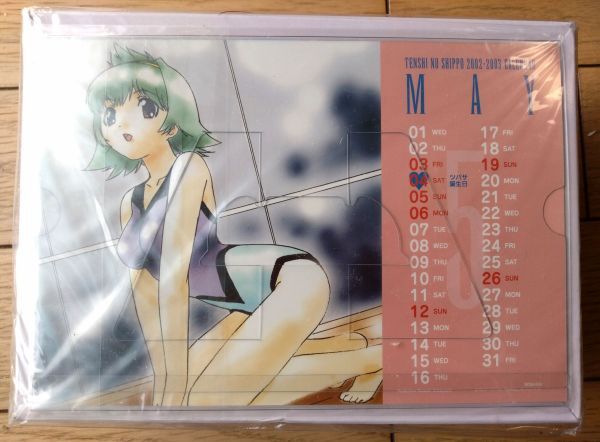 TENSHI NO SHIPPO 2002-2003 CALENDAR
MAY
5
01 WED
02 THU
03 FRI
04 SAT
ツバサ
誕生日
05 SUN
06 MON
07 TUE
08 WED
09 THU
10 FRI
11 SAT
12 SUN
13 MON
14 TUE
15 WED
16 THU
17 FRI
18 SAT
19 SUN
20 MON
21 TUE
22 WED
23 THU
24 FRI
25 SAT
26 SUN
27 MON
28 TUE
29 WED
30 THU
31 FRI